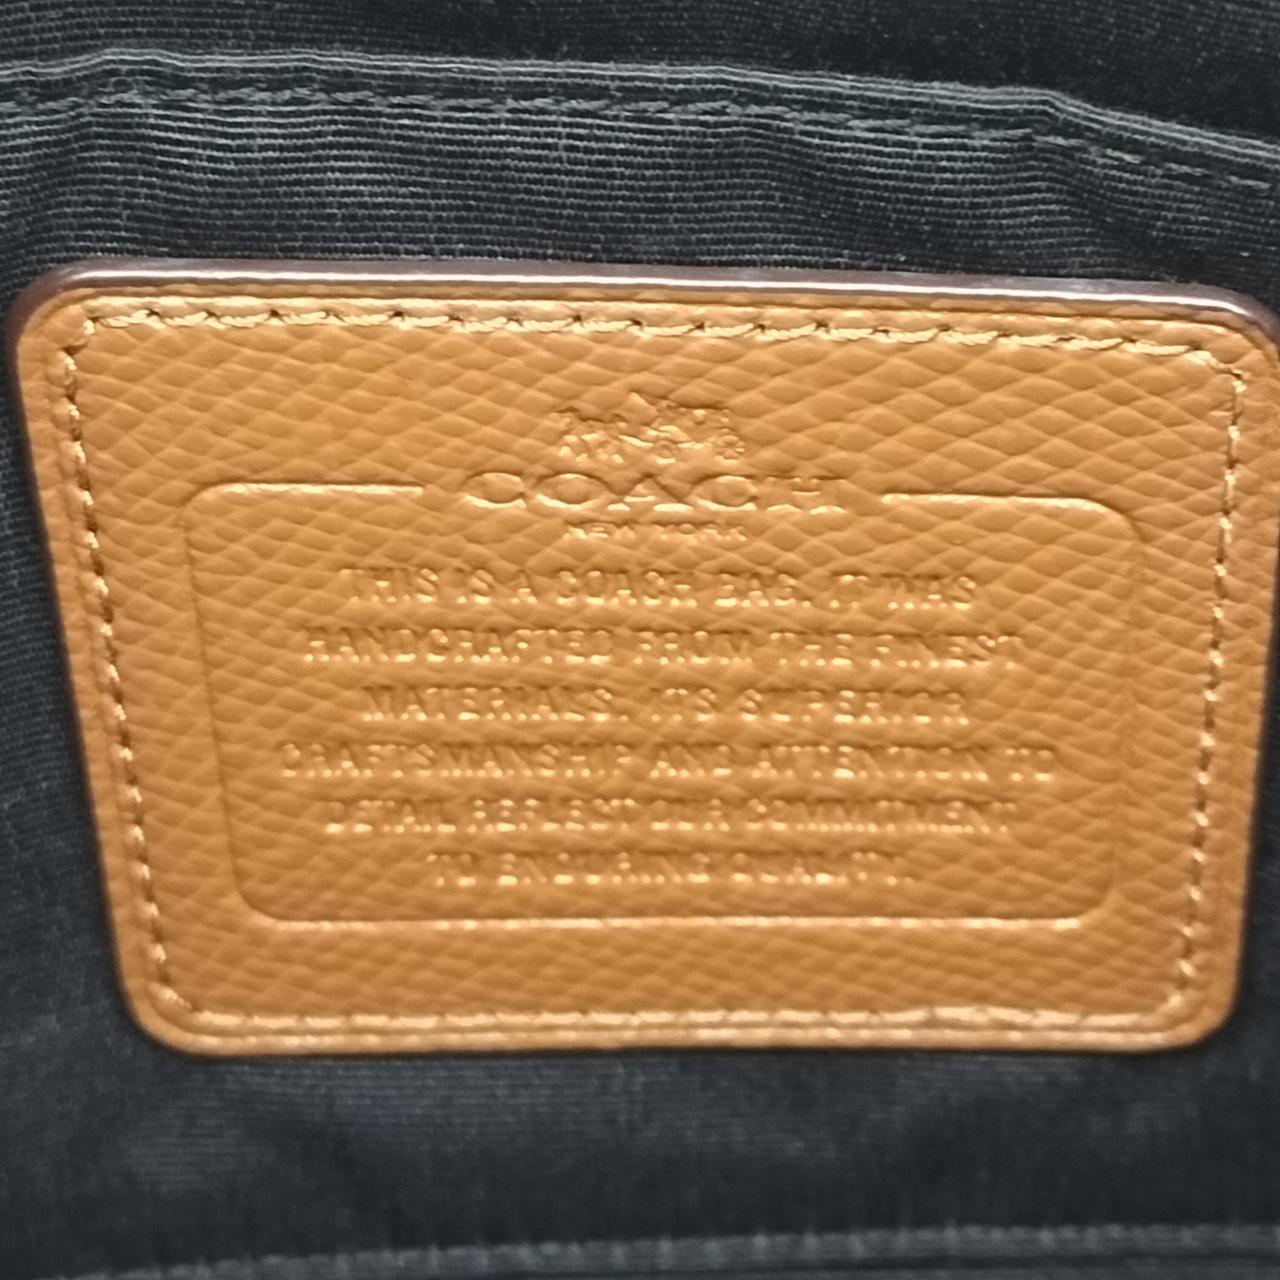 COACH
NEW YORK
THIS IS A COACH BAG. IT WAS
HANDCRAFTED FROM THE FINEST
MATERIALS. ITS SUPERIOR
CRAFTSMANSHIP AND ATTENTION TO
DETAIL REFLECT OUR COMMITMENT
TO ENDURING QUALITY.